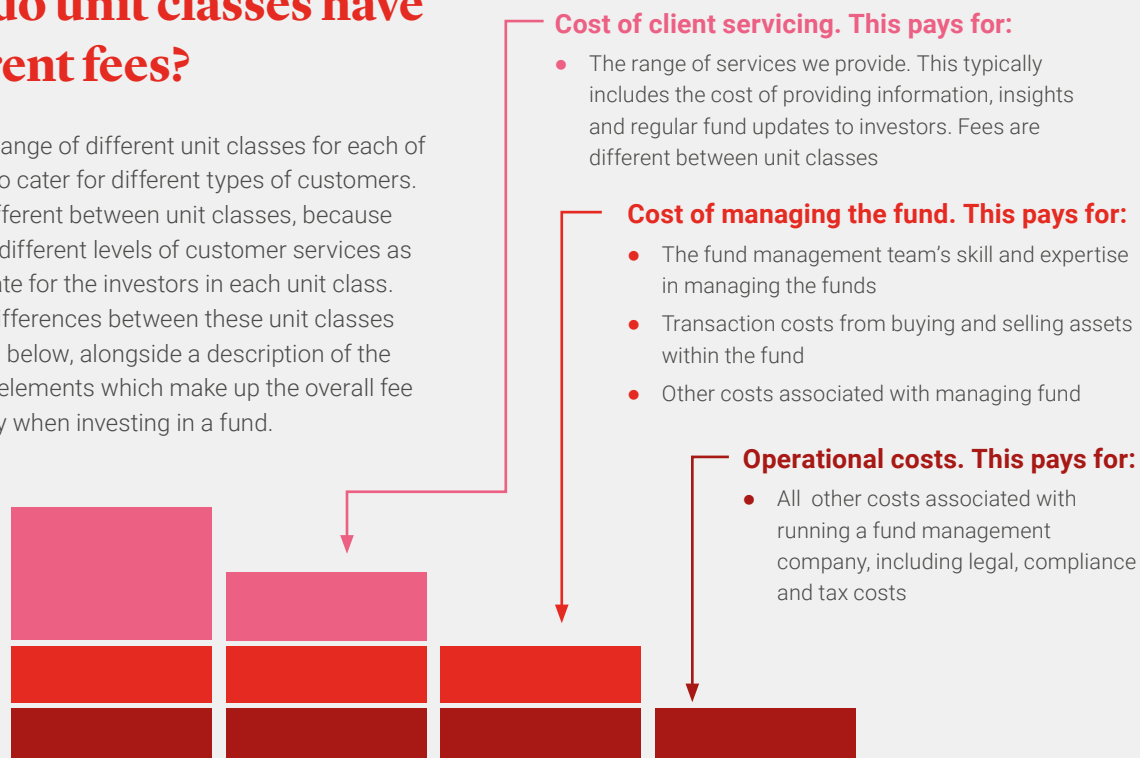 do unit classes have
rent fees?
ange of different unit classes for each of
o cater for different types of customers.
fferent between unit classes, because
different levels of customer services as
ate for the investors in each unit class.
ifferences between these unit classes
below, alongside a description of the
elements which make up the overall fee
y when investing in a fund.
Cost of client servicing. This pays for:
● The range of services we provide. This typically
includes the cost of providing information, insights
and regular fund updates to investors. Fees are
different between unit classes
Cost of managing the fund. This pays for:
● The fund management team’s skill and expertise
in managing the funds
● Transaction costs from buying and selling assets
within the fund
● Other costs associated with managing fund
Operational costs. This pays for:
● All other costs associated with
running a fund management
company, including legal, compliance
and tax costs